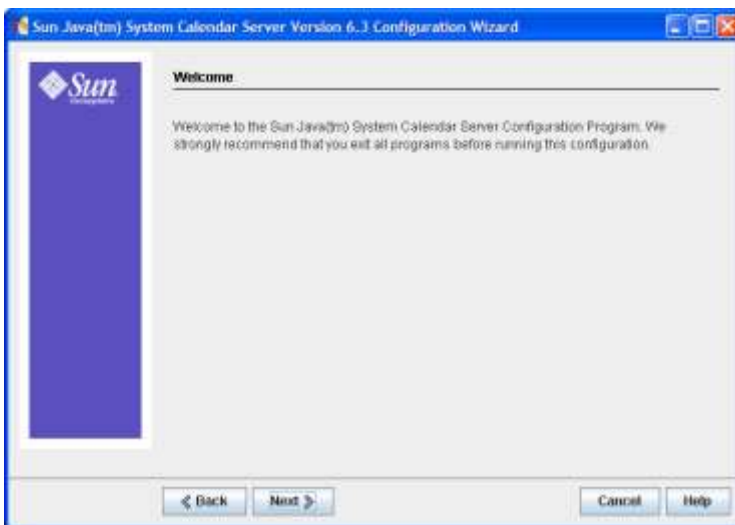 Sun Java(tm) System Calendar Server Version 6.3 Configuration Wizard
Sun
Welcome
Welcome to the Sun Java(tm) System Calendar Server Configuration Program. We
strongly recommend that you exit all programs before running this configuration.
Back
Next
Cancel
Help